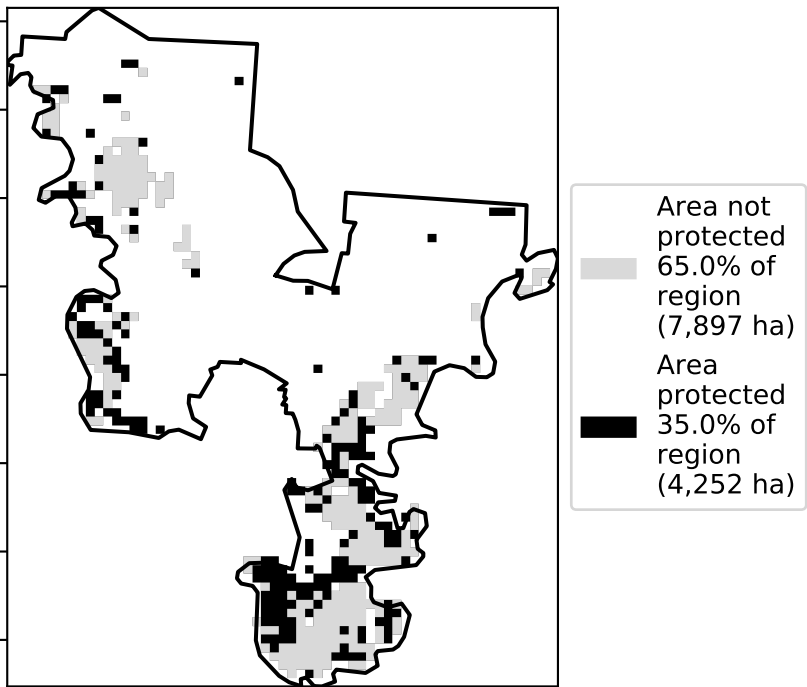 Area not
protected
65.0% of
region
(7,897 ha)
Area
protected
35.0% of
region
(4,252 ha)